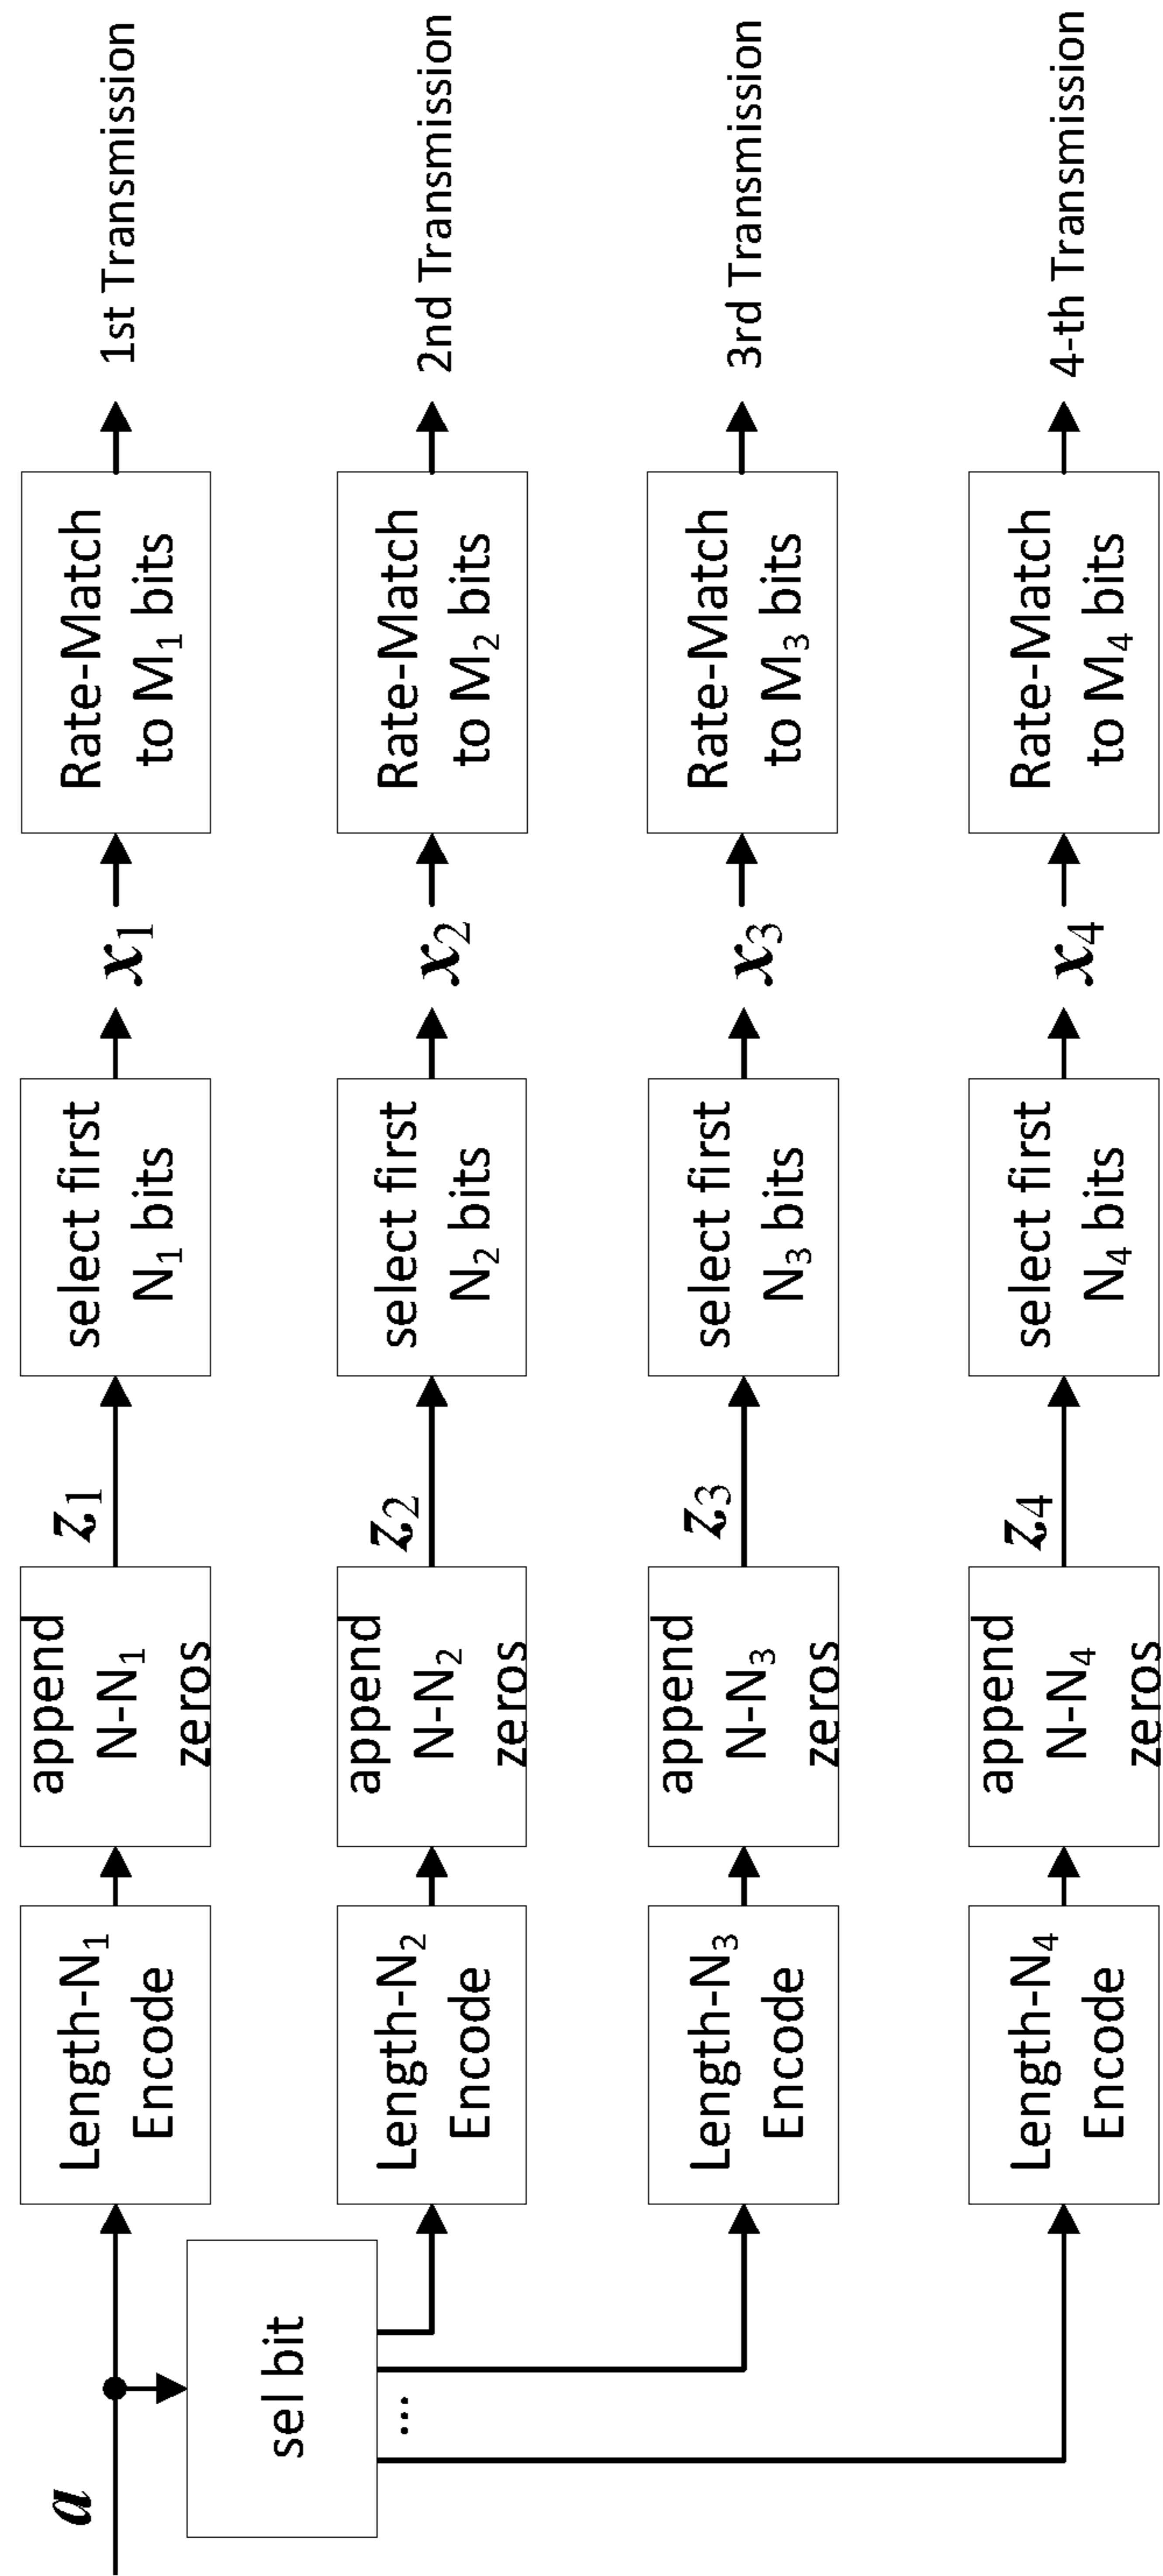 a
sel bit
Length-N₁
Encode
append
N-N₁
zeros
z₁
select first
N₁ bits
x₁
Rate-Match
to M₁ bits
1st Transmission
Length-N₂
Encode
append
N-N₂
zeros
z₂
select first
N₂ bits
x₂
Rate-Match
to M₂ bits
2nd Transmission
...
Length-N₃
Encode
append
N-N₃
zeros
z₃
select first
N₃ bits
x₃
Rate-Match
to M₃ bits
3rd Transmission
Length-N₄
Encode
append
N-N₄
zeros
z₄
select first
N₄ bits
x₄
Rate-Match
to M₄ bits
4-th Transmission